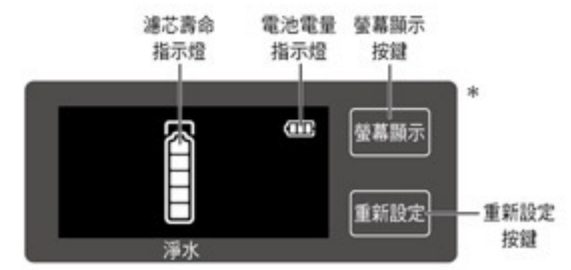 濾芯壽命
指示燈
電池電量
指示燈
螢幕顯示
按鍵
*
螢幕顯示
重新設定
重新設定
按鍵
淨水